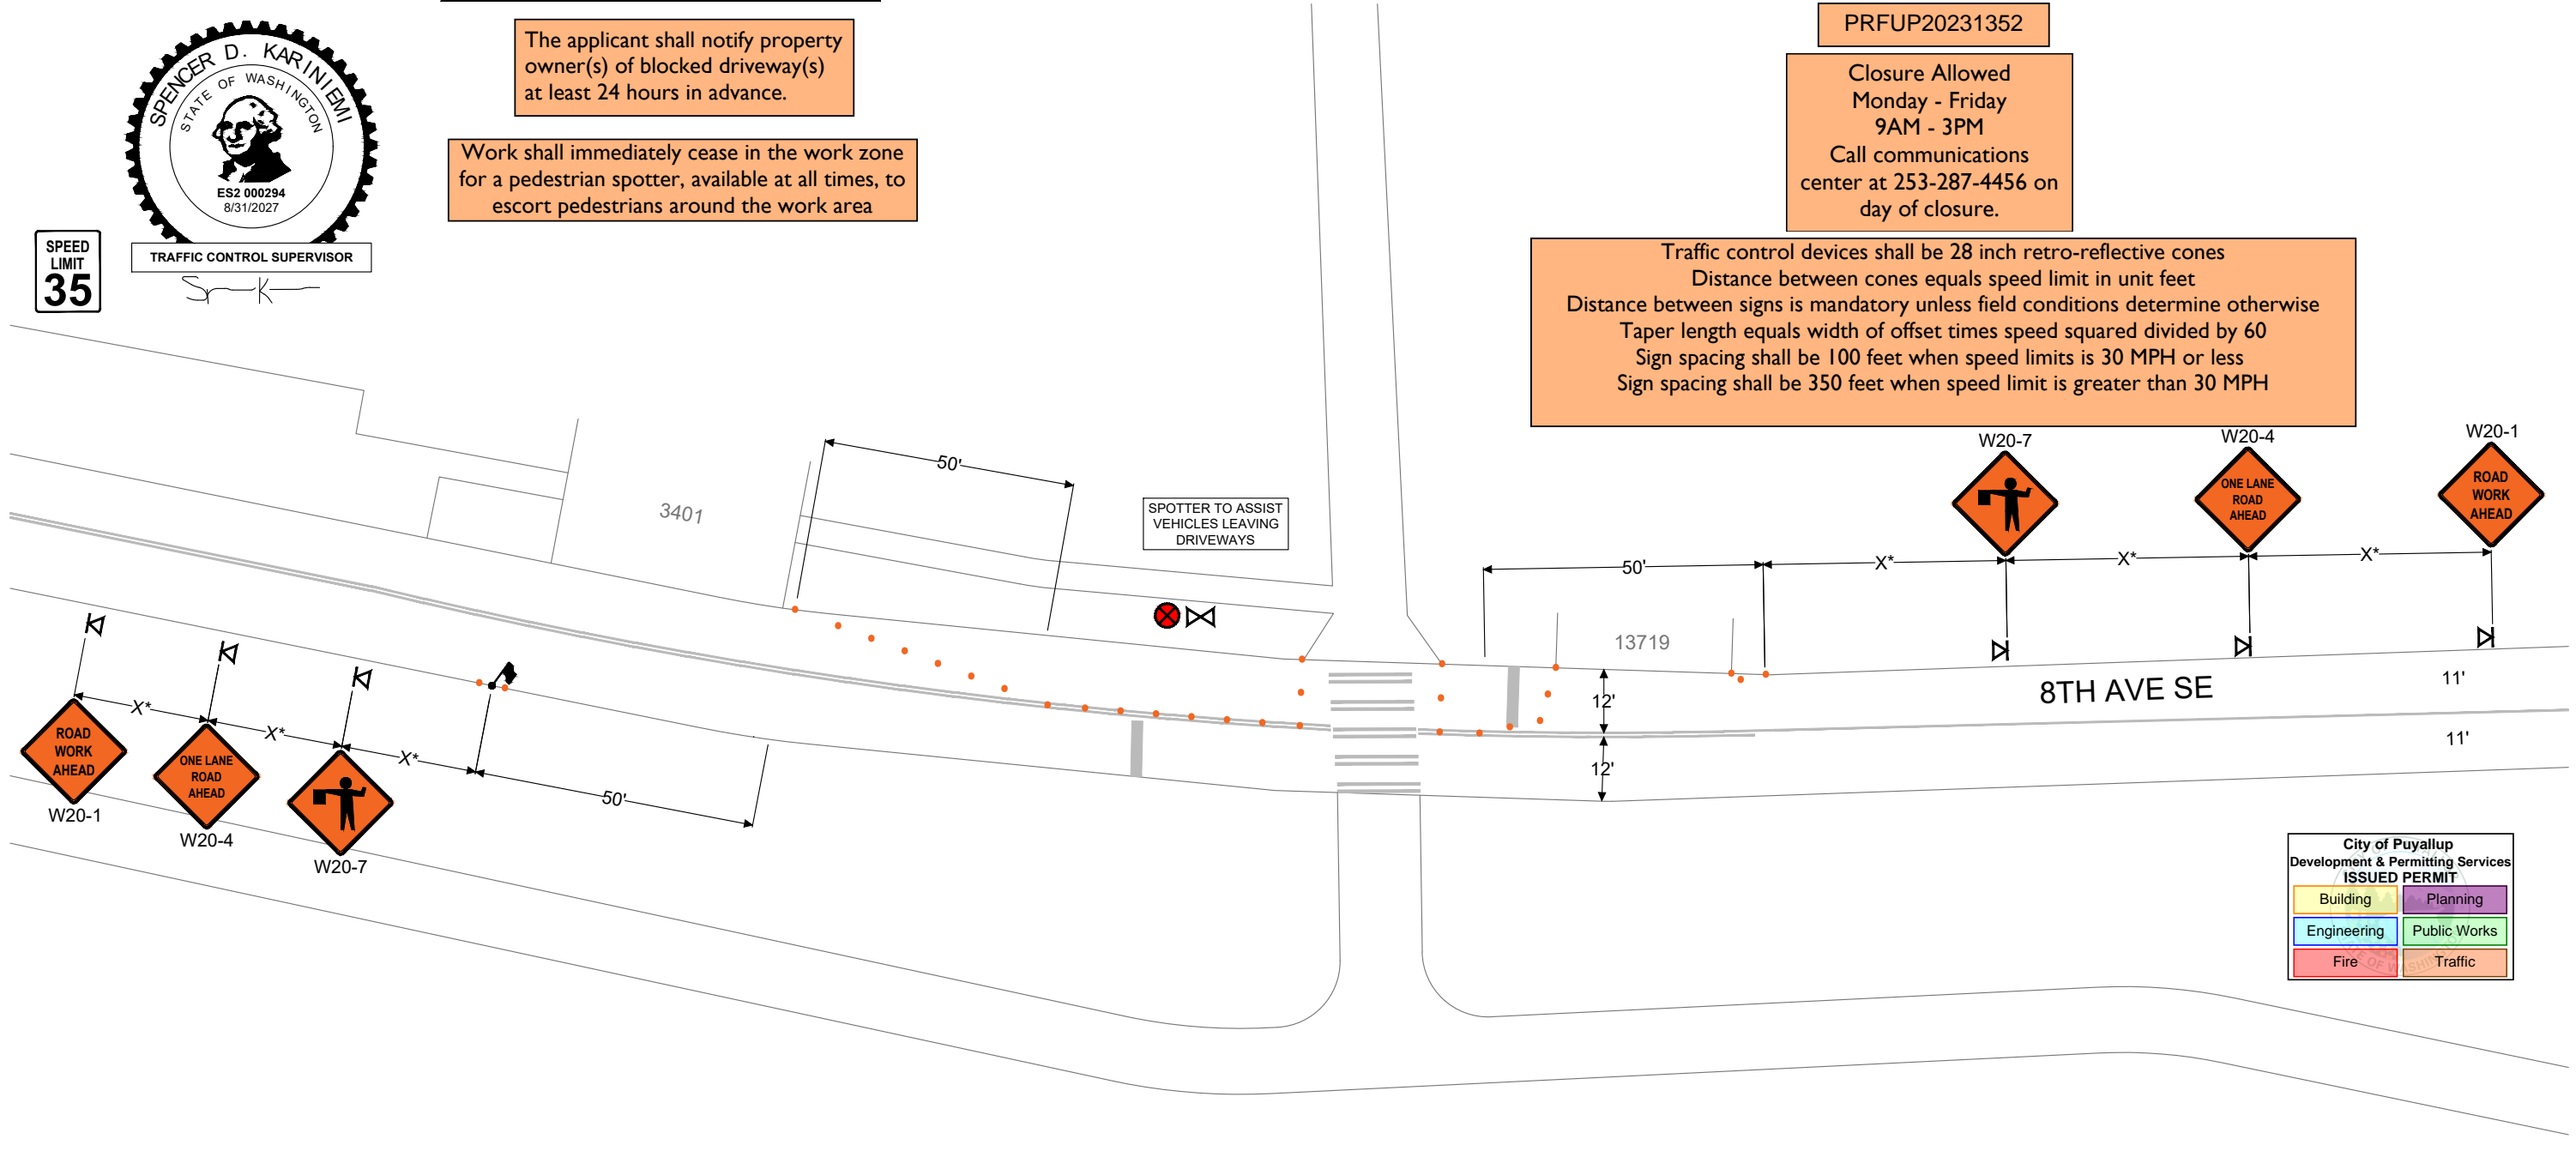 SPENCER D. KARINIEMI
STATE OF WASHINGTON
ES2 000294
8/31/2027
TRAFFIC CONTROL SUPERVISOR
SPEED
LIMIT
35
The applicant shall notify property
owner(s) of blocked driveway(s)
at least 24 hours in advance.
Work shall immediately cease in the work zone
for a pedestrian spotter, available at all times, to
escort pedestrians around the work area
PRFUP20231352
Closure Allowed
Monday - Friday
9AM - 3PM
Call communications
center at 253-287-4456 on
day of closure.
Traffic control devices shall be 28 inch retro-reflective cones
Distance between cones equals speed limit in unit feet
Distance between signs is mandatory unless field conditions determine otherwise
Taper length equals width of offset times speed squared divided by 60
Sign spacing shall be 100 feet when speed limits is 30 MPH or less
Sign spacing shall be 350 feet when speed limit is greater than 30 MPH
W20-7
W20-4
ONE LANE
ROAD
AHEAD
W20-1
ROAD
WORK
AHEAD
50'
3401
SPOTTER TO ASSIST
VEHICLES LEAVING
DRIVEWAYS
50'
X*
X*
X*
13719
12'
12'
8TH AVE SE
11'
11'
X*
X*
X*
50'
ROAD
WORK
AHEAD
W20-1
ONE LANE
ROAD
AHEAD
W20-4
W20-7
City of Puyallup
Development & Permitting Services
ISSUED PERMIT
Building Planning
Engineering Public Works
Fire Traffic